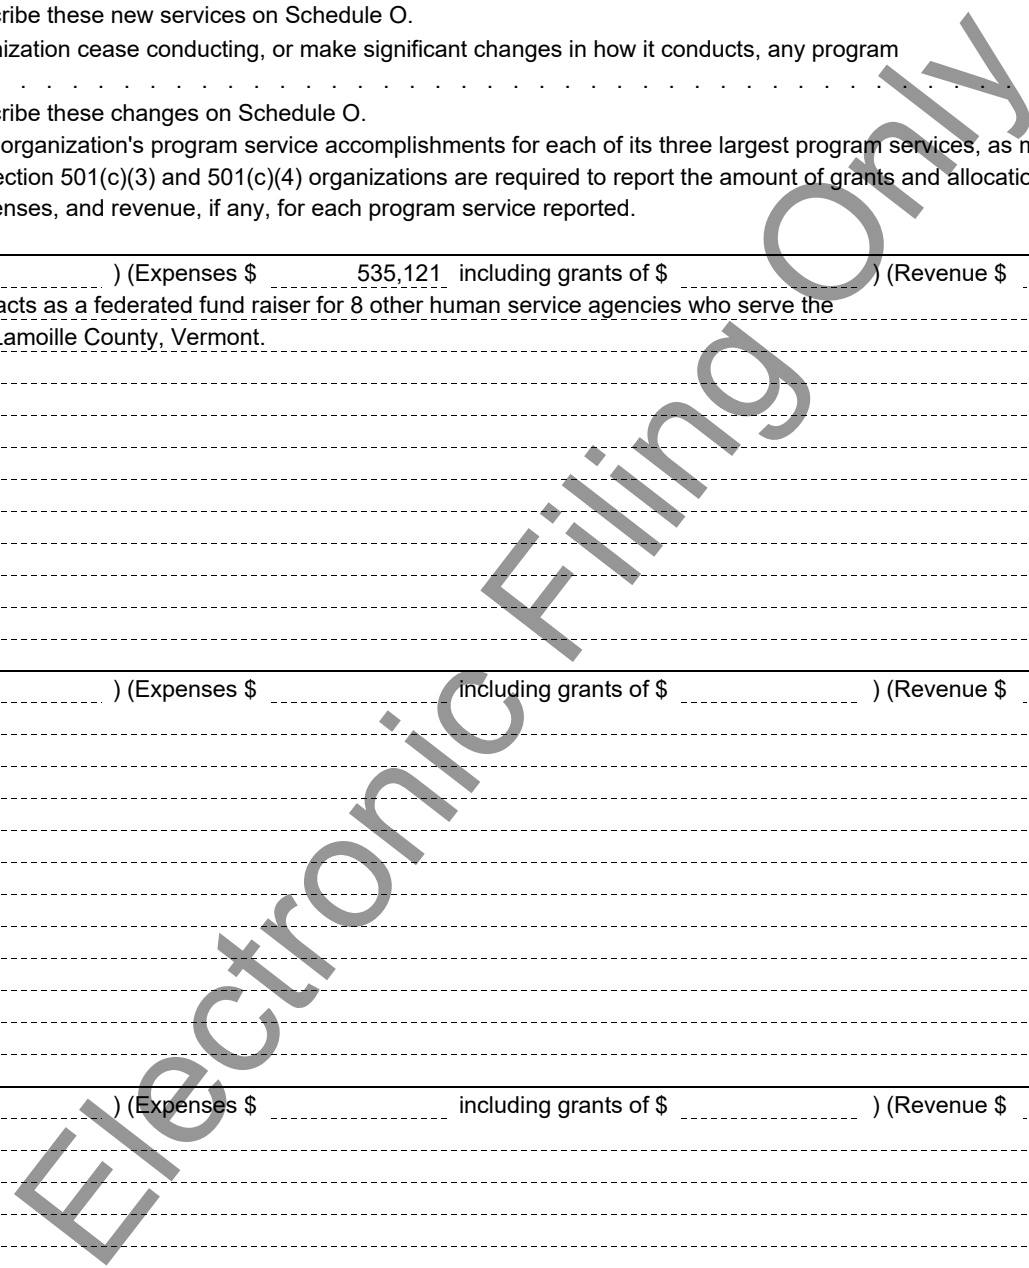 cribe these new services on Schedule O.
nization cease conducting, or make significant changes in how it conducts, any program
. . . . . . . . . . . . . . . . . . . . . . . . . . . . . . . . . . . . . . .
cribe these changes on Schedule O.
organization's program service accomplishments for each of its three largest program services, as m
ection 501(c)(3) and 501(c)(4) organizations are required to report the amount of grants and allocatio
enses, and revenue, if any, for each program service reported.
) (Expenses $ 535,121 including grants of $ ) (Revenue $
acts as a federated fund raiser for 8 other human service agencies who serve the
Lamoille County, Vermont.
) (Expenses $ including grants of $ ) (Revenue $
) (Expenses $ including grants of $ ) (Revenue $
Electronic Filing Only